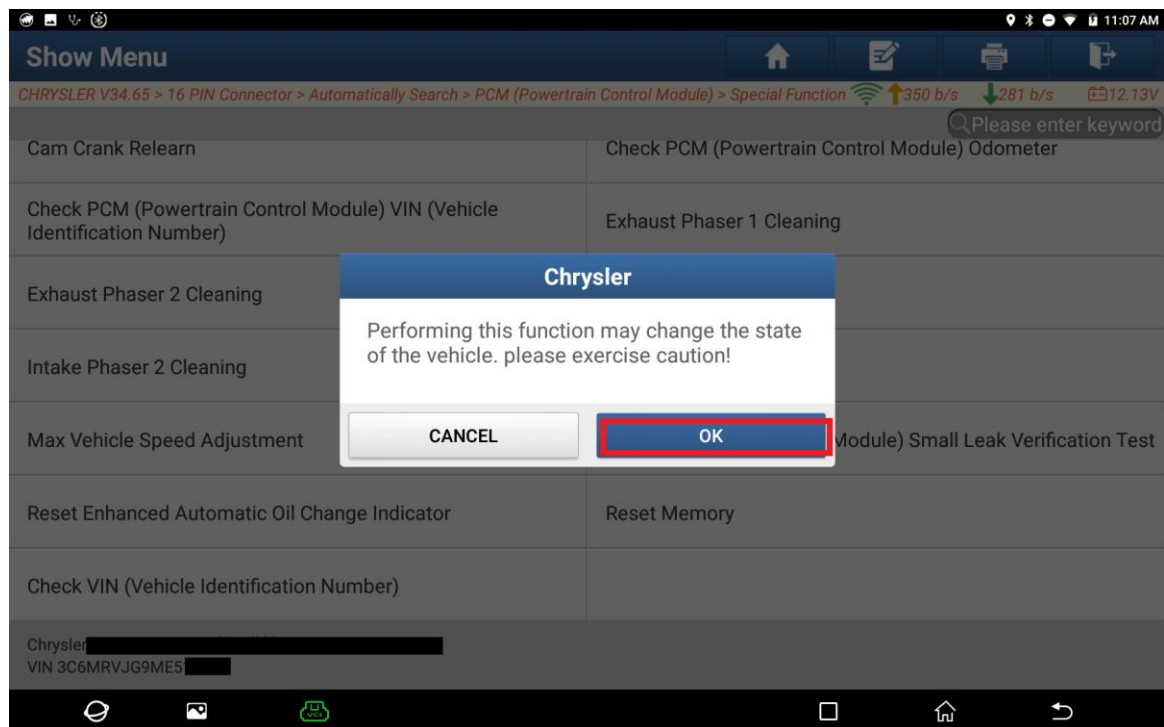 11:07 AM
Show Menu
CHRYSLER V34.65 > 16 PIN Connector > Automatically Search > PCM (Powertrain Control Module) > Special Function
350 b/s
281 b/s
12.13V
Please enter keyword
Cam Crank Relearn
Check PCM (Powertrain Control Module) Odometer
Check PCM (Powertrain Control Module) VIN (Vehicle
Identification Number)
Exhaust Phaser 1 Cleaning
Exhaust Phaser 2 Cleaning
Chrysler
Performing this function may change the state
of the vehicle. please exercise caution!
CANCEL
OK
Intake Phaser 2 Cleaning
Max Vehicle Speed Adjustment
Module) Small Leak Verification Test
Reset Enhanced Automatic Oil Change Indicator
Reset Memory
Check VIN (Vehicle Identification Number)
Chrysler
VIN 3C6MRVJG9ME5
VCI